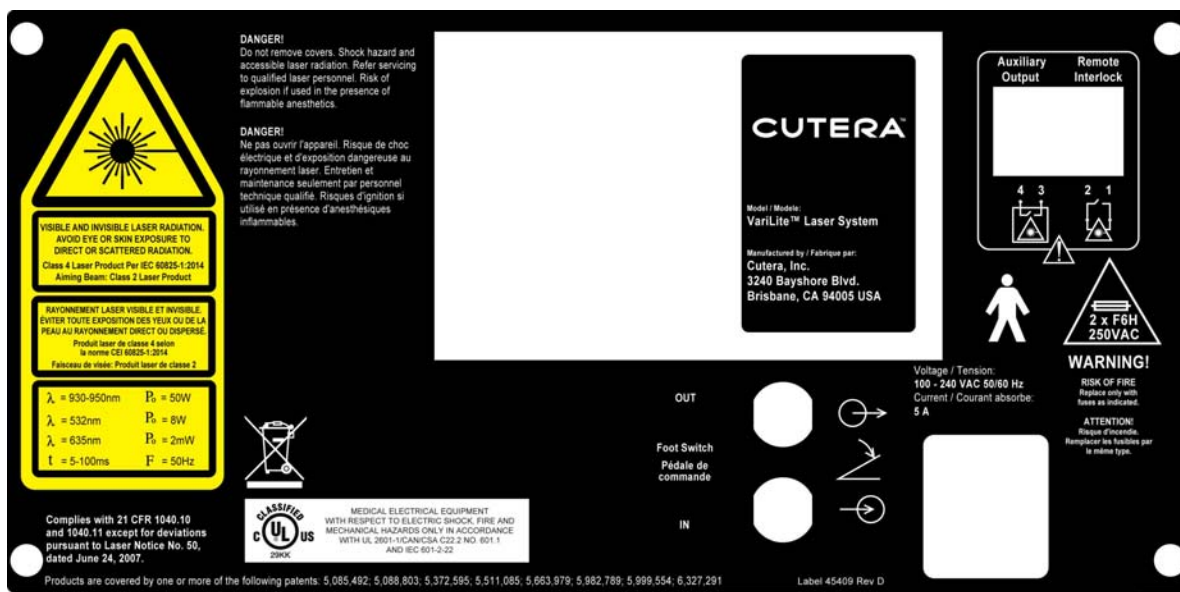 VISIBLE AND INVISIBLE LASER RADIATION.
AVOID EYE OR SKIN EXPOSURE TO
DIRECT OR SCATTERED RADIATION.
Class 4 Laser Product Per IEC 60825-1:2014
Aiming Beam: Class 2 Laser Product
RAYONNEMENT LASER VISIBLE ET INVISIBLE.
ÉVITER TOUTE EXPOSITION DES YEUX OU DE LA
PEAU AU RAYONNEMENT DIRECT OU DISPERSÉ.
Produit laser de classe 4 selon
la norme CEI 60825-1:2014
Faisceau de visée: Produit laser de classe 2
λ = 930-950nm P₀ = 50W
λ = 532nm P₀ = 8W
λ = 635nm P₀ = 2mW
t = 5-100ms F = 50Hz
Complies with 21 CFR 1040.10
and 1040.11 except for deviations
pursuant to Laser Notice No. 50,
dated June 24, 2007.
DANGER!
Do not remove covers. Shock hazard and
accessible laser radiation. Refer servicing
to qualified laser personnel. Risk of
explosion if used in the presence of
flammable anesthetics.
DANGER!
Ne pas ouvrir l'appareil. Risque de choc
électrique et d'exposition dangereuse au
rayonnement laser. Entretien et
maintenance seulement par personnel
technique qualifié. Risques d'ignition si
utilisé en présence d'anesthésiques
inflammables.
CLASSIFIED
C UL US
29KK
MEDICAL ELECTRICAL EQUIPMENT
WITH RESPECT TO ELECTRIC SHOCK, FIRE AND
MECHANICAL HAZARDS ONLY IN ACCORDANCE
WITH UL 2601-1/CAN/CSA C22.2 NO. 601.1
AND IEC 601-2-22
CUTERA™
Model / Modele:
VariLite™ Laser System
Manufactured by / Fabrique par:
Cutera, Inc.
3240 Bayshore Blvd.
Brisbane, CA 94005 USA
OUT
Foot Switch
Pédale de
commande
IN
Auxiliary Output
Remote Interlock
4 3 2 1
2 x F6H
250VAC
WARNING!
RISK OF FIRE
Replace only with
fuses as indicated.
ATTENTION!
Risque d'incendie.
Remplacer les fusibles par
le même type.
Voltage / Tension:
100 - 240 VAC 50/60 Hz
Current / Courant absorbe:
5 A
Products are covered by one or more of the following patents: 5,085,492; 5,088,803; 5,372,595; 5,511,085; 5,663,979; 5,982,789; 5,999,554; 6,327,291
Label 45409 Rev D